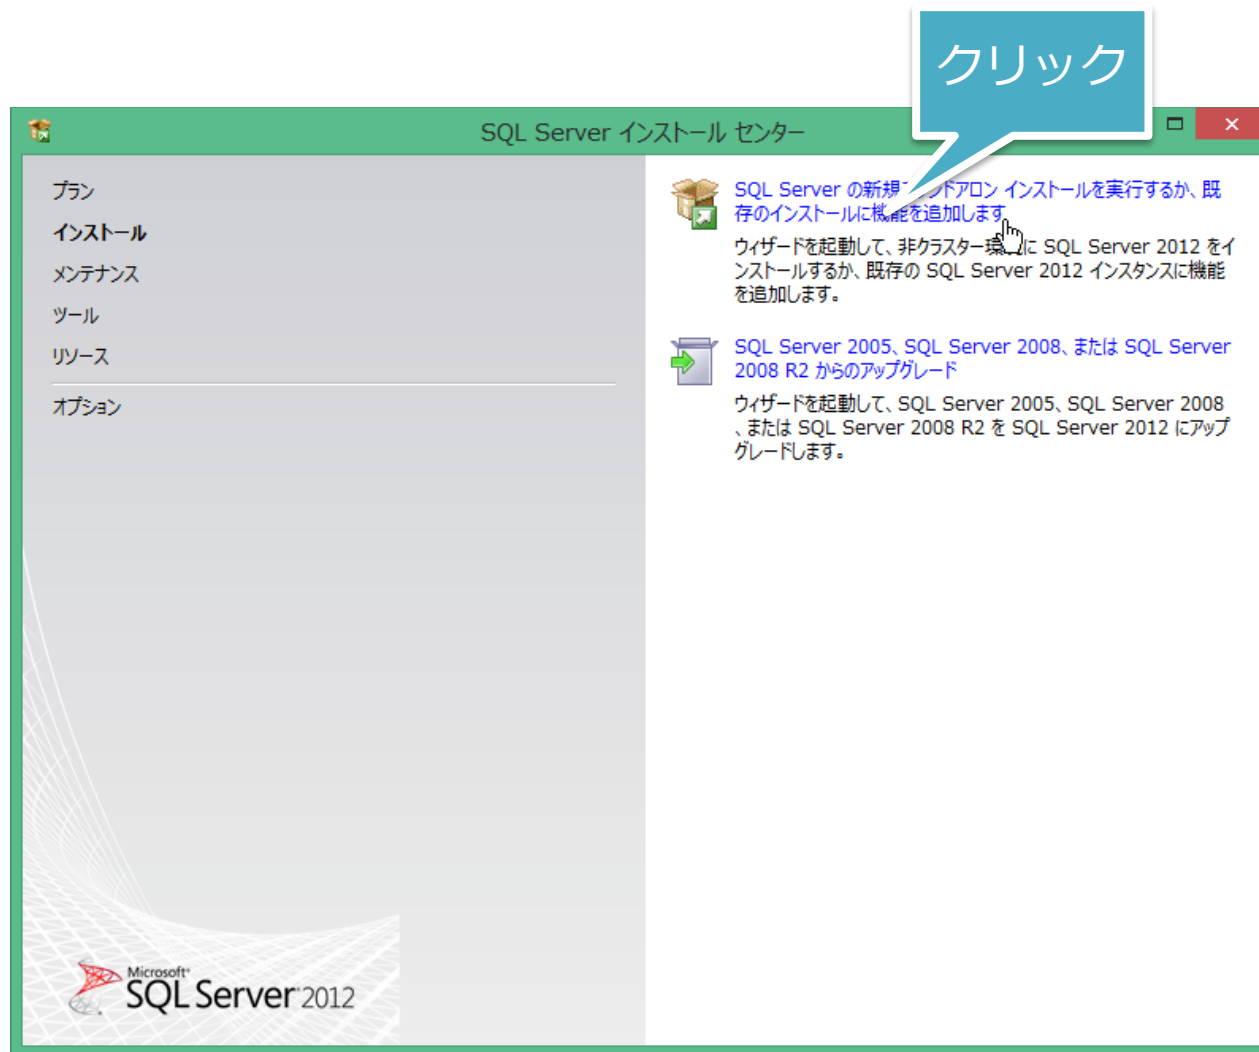 クリック
SQL Server インストール センター
プラン
インストール
メンテナンス
ツール
リソース
オプション
SQL Server の新規スタンドアロン インストールを実行するか、既
存のインストールに機能を追加します。
ウィザードを起動して、非クラスター環境に SQL Server 2012 をイ
ンストールするか、既存の SQL Server 2012 インスタンスに機能
を追加します。
SQL Server 2005、SQL Server 2008、または SQL Server
2008 R2 からのアップグレード
ウィザードを起動して、SQL Server 2005、SQL Server 2008
、または SQL Server 2008 R2 を SQL Server 2012 にアップ
グレードします。
Microsoft®
SQL Server 2012